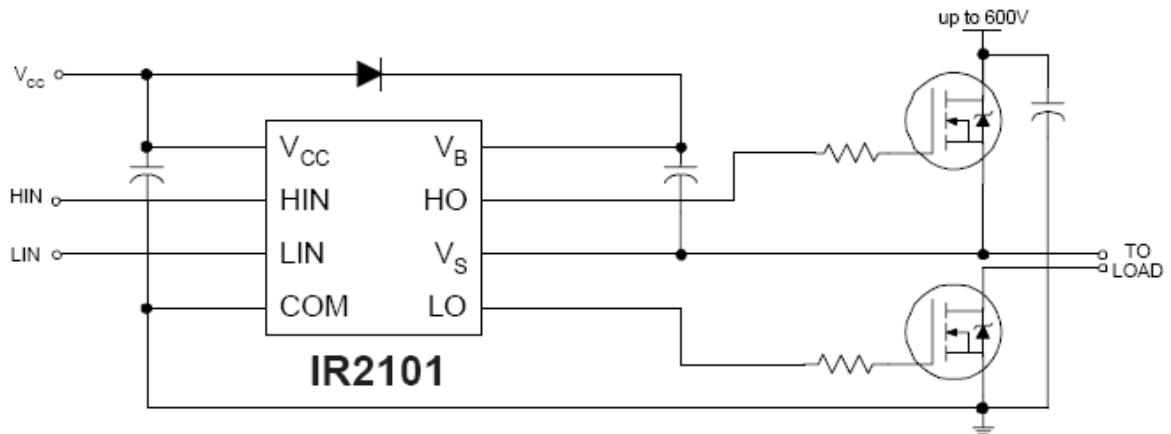 up to 600V
Vcc
VCC VB
HIN HIN HO
LIN LIN VS TO
LOAD
COM LO
IR2101